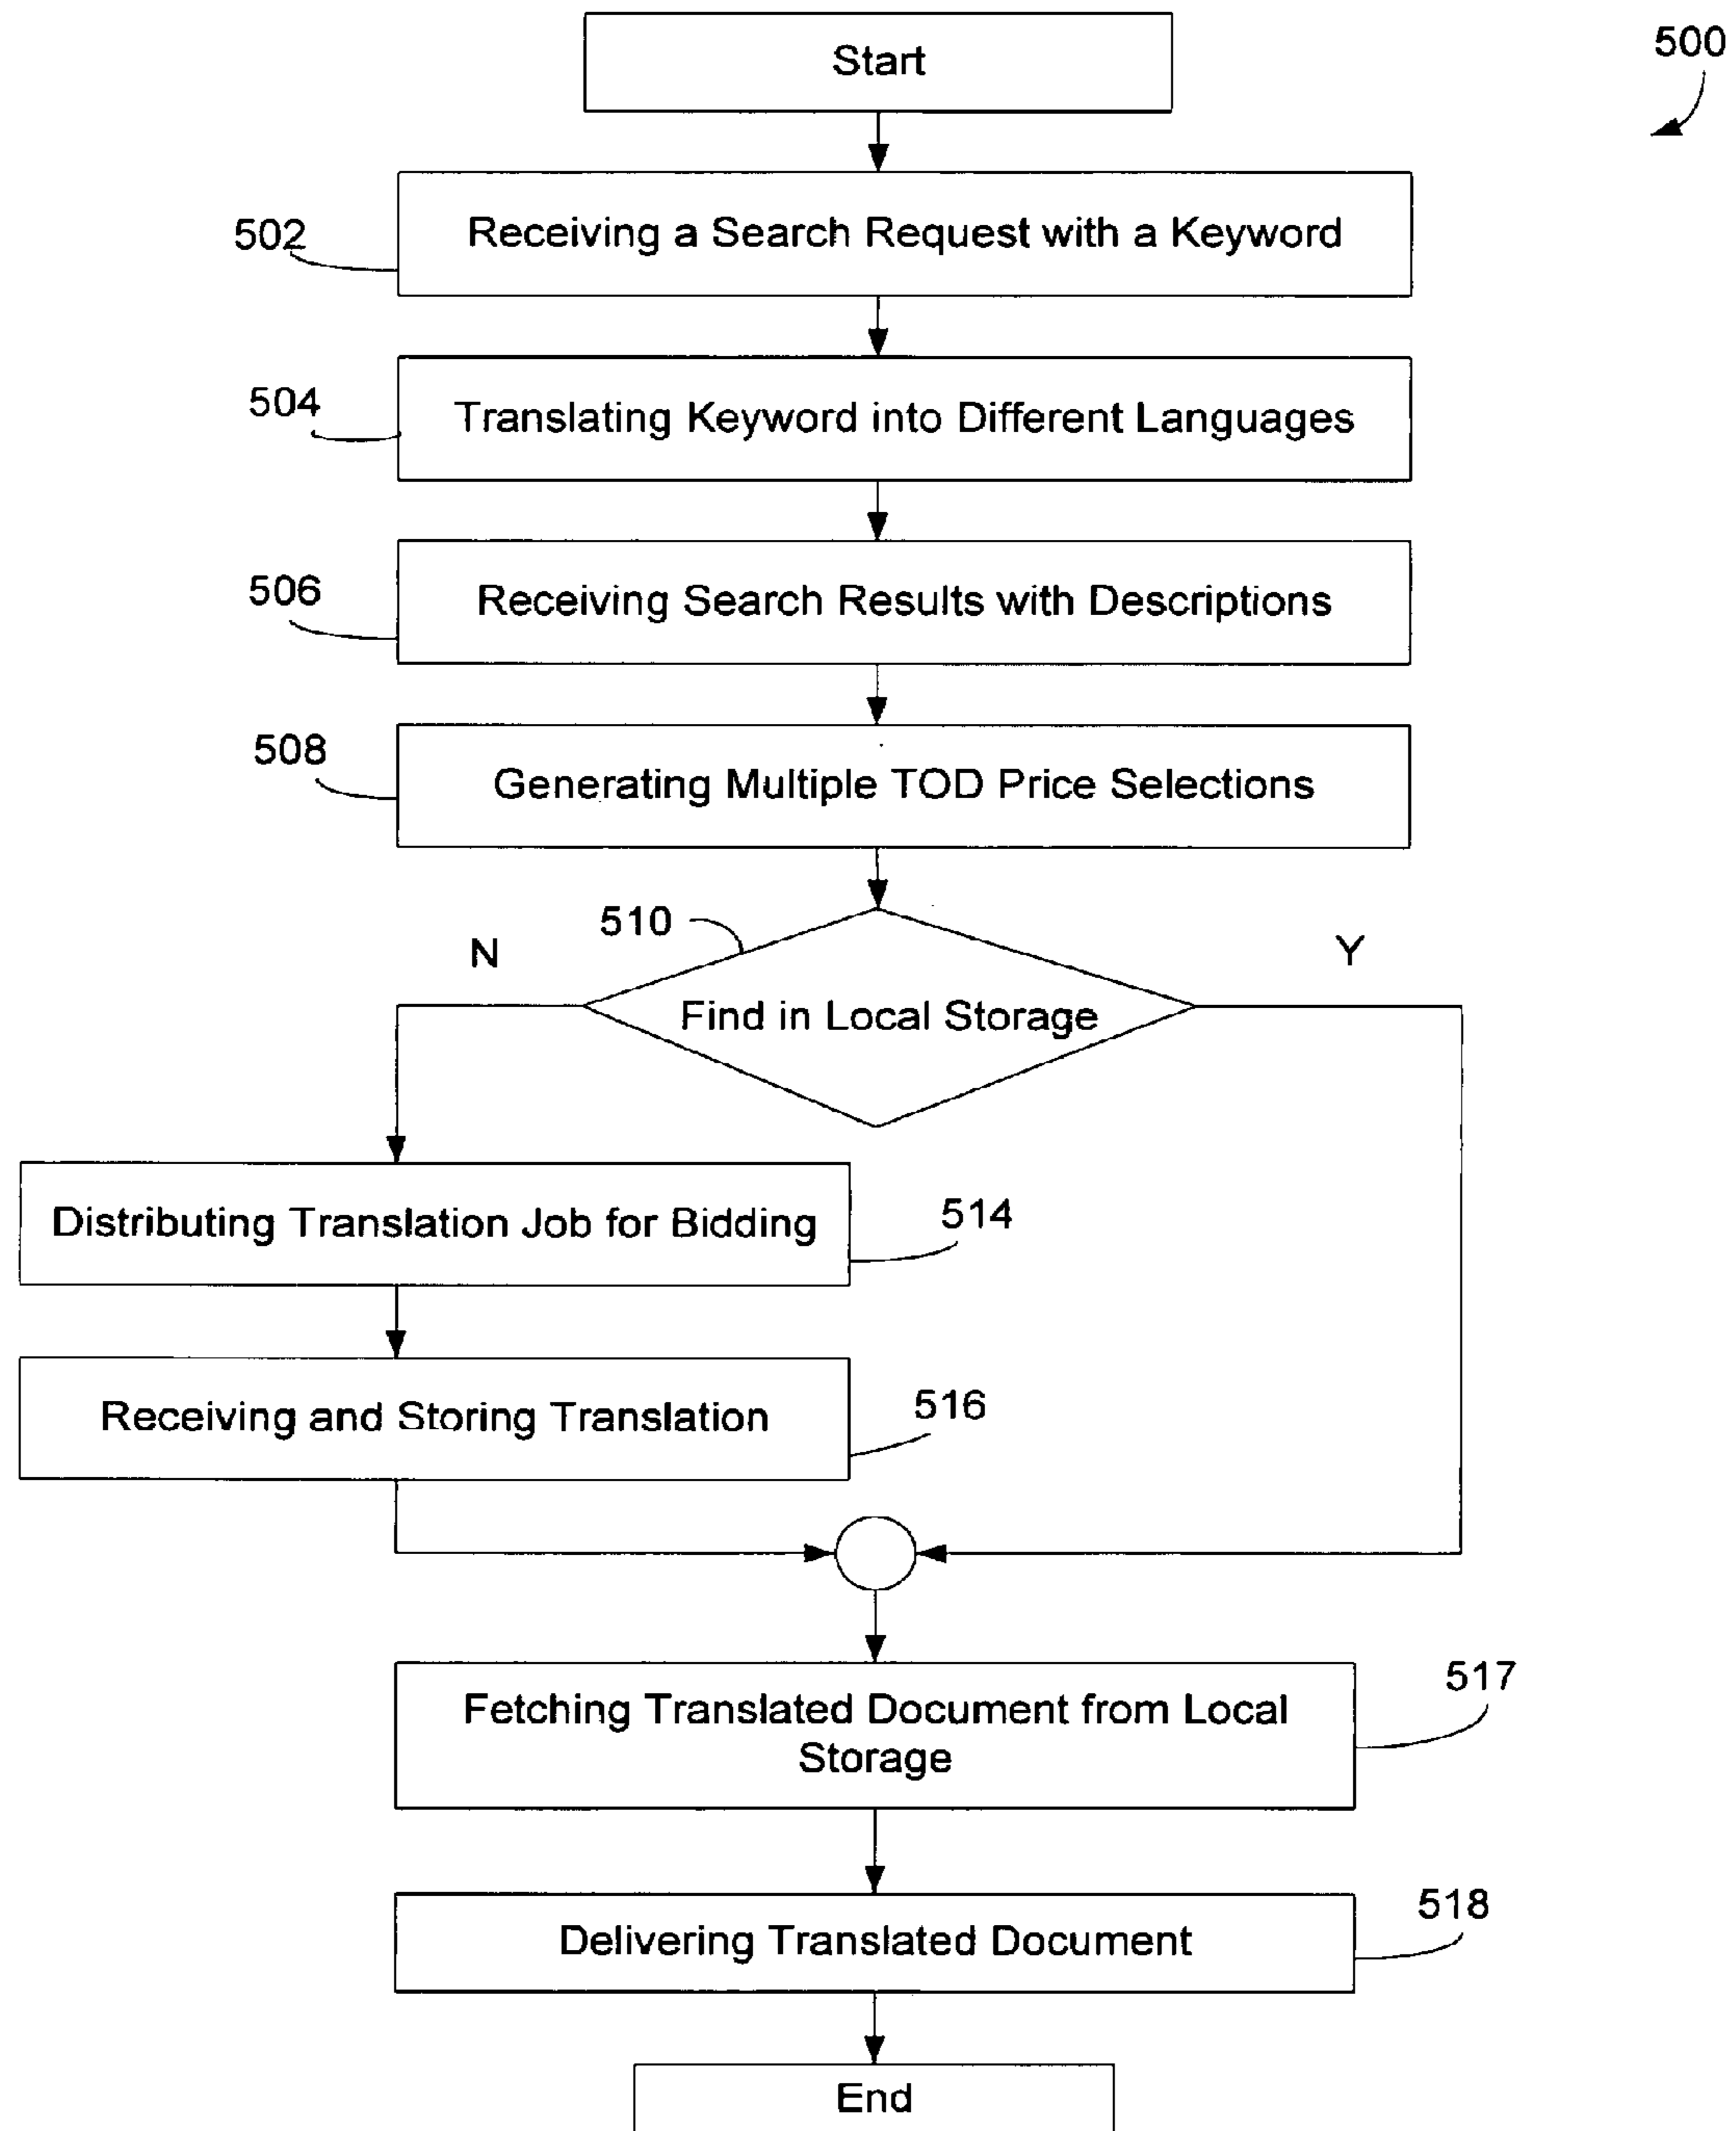 Start
500
502
Receiving a Search Request with a Keyword
504
Translating Keyword into Different Languages
506
Receiving Search Results with Descriptions
508
Generating Multiple TOD Price Selections
510
N
Y
Find in Local Storage
Distributing Translation Job for Bidding
514
Receiving and Storing Translation
516
Fetching Translated Document from Local
Storage
517
Delivering Translated Document
518
End